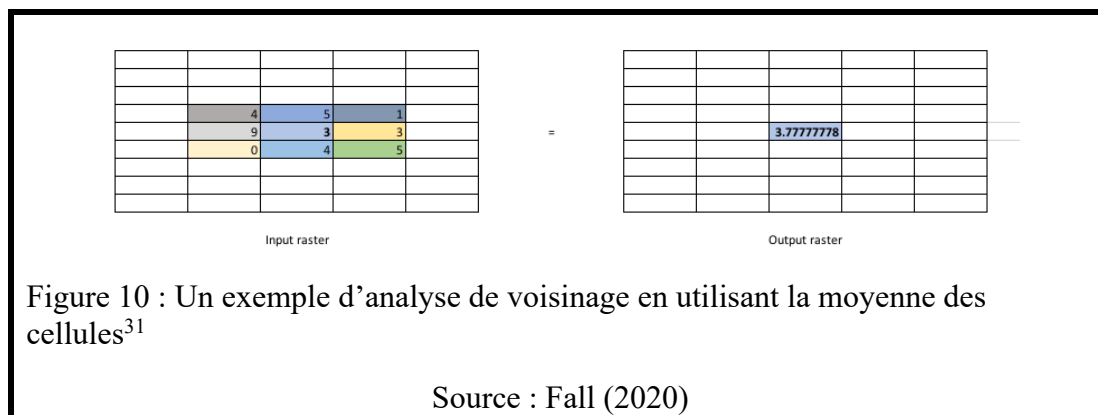 4 5 1
9 3 = 3.77777778
3
0 4 5
Input raster Output raster
Figure 10 : Un exemple d’analyse de voisinage en utilisant la moyenne des
cellules31
Source : Fall (2020)